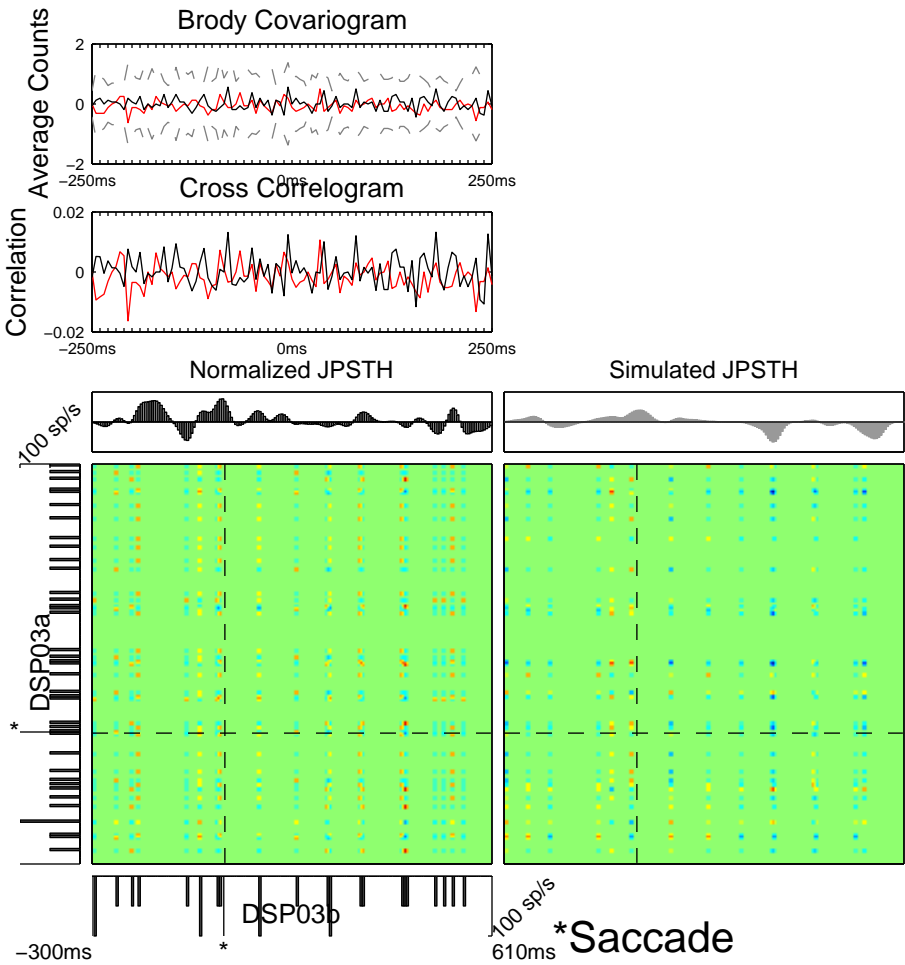 Brody Covariogram
Average Counts
2
0
−2
−250ms
0ms
250ms
Cross Correlogram
Correlation
0.02
0
-0.02
−250ms
0ms
250ms
Normalized JPSTH
Simulated JPSTH
100 sp/s
DSP03a
*
DSP03b
*
100 sp/s
−300ms
610ms
*Saccade